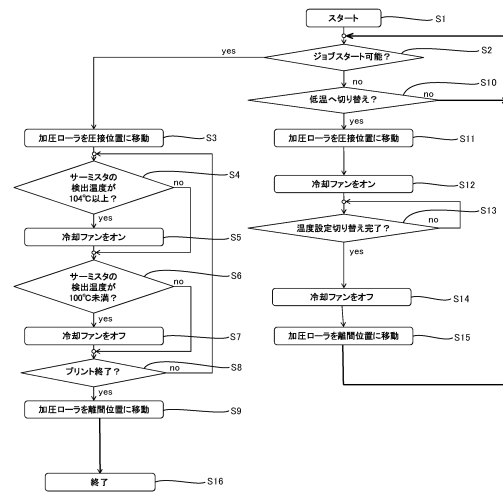 スタート
S1
ジョブスタート可能？
S2
yes
no
低温へ切り替え？
S10
no
yes
加圧ローラを圧接位置に移動
S3
加圧ローラを圧接位置に移動
S11
サーミスタの
検出温度が
104℃以上？
S4
no
yes
冷却ファンをオン
S12
温度設定切り替え完了？
S13
no
yes
冷却ファンをオン
S5
サーミスタの
検出温度が
100℃未満？
S6
no
yes
冷却ファンをオフ
S14
冷却ファンをオフ
S7
加圧ローラを離間位置に移動
S15
プリント終了？
S8
no
yes
加圧ローラを離間位置に移動
S9
終了
S16